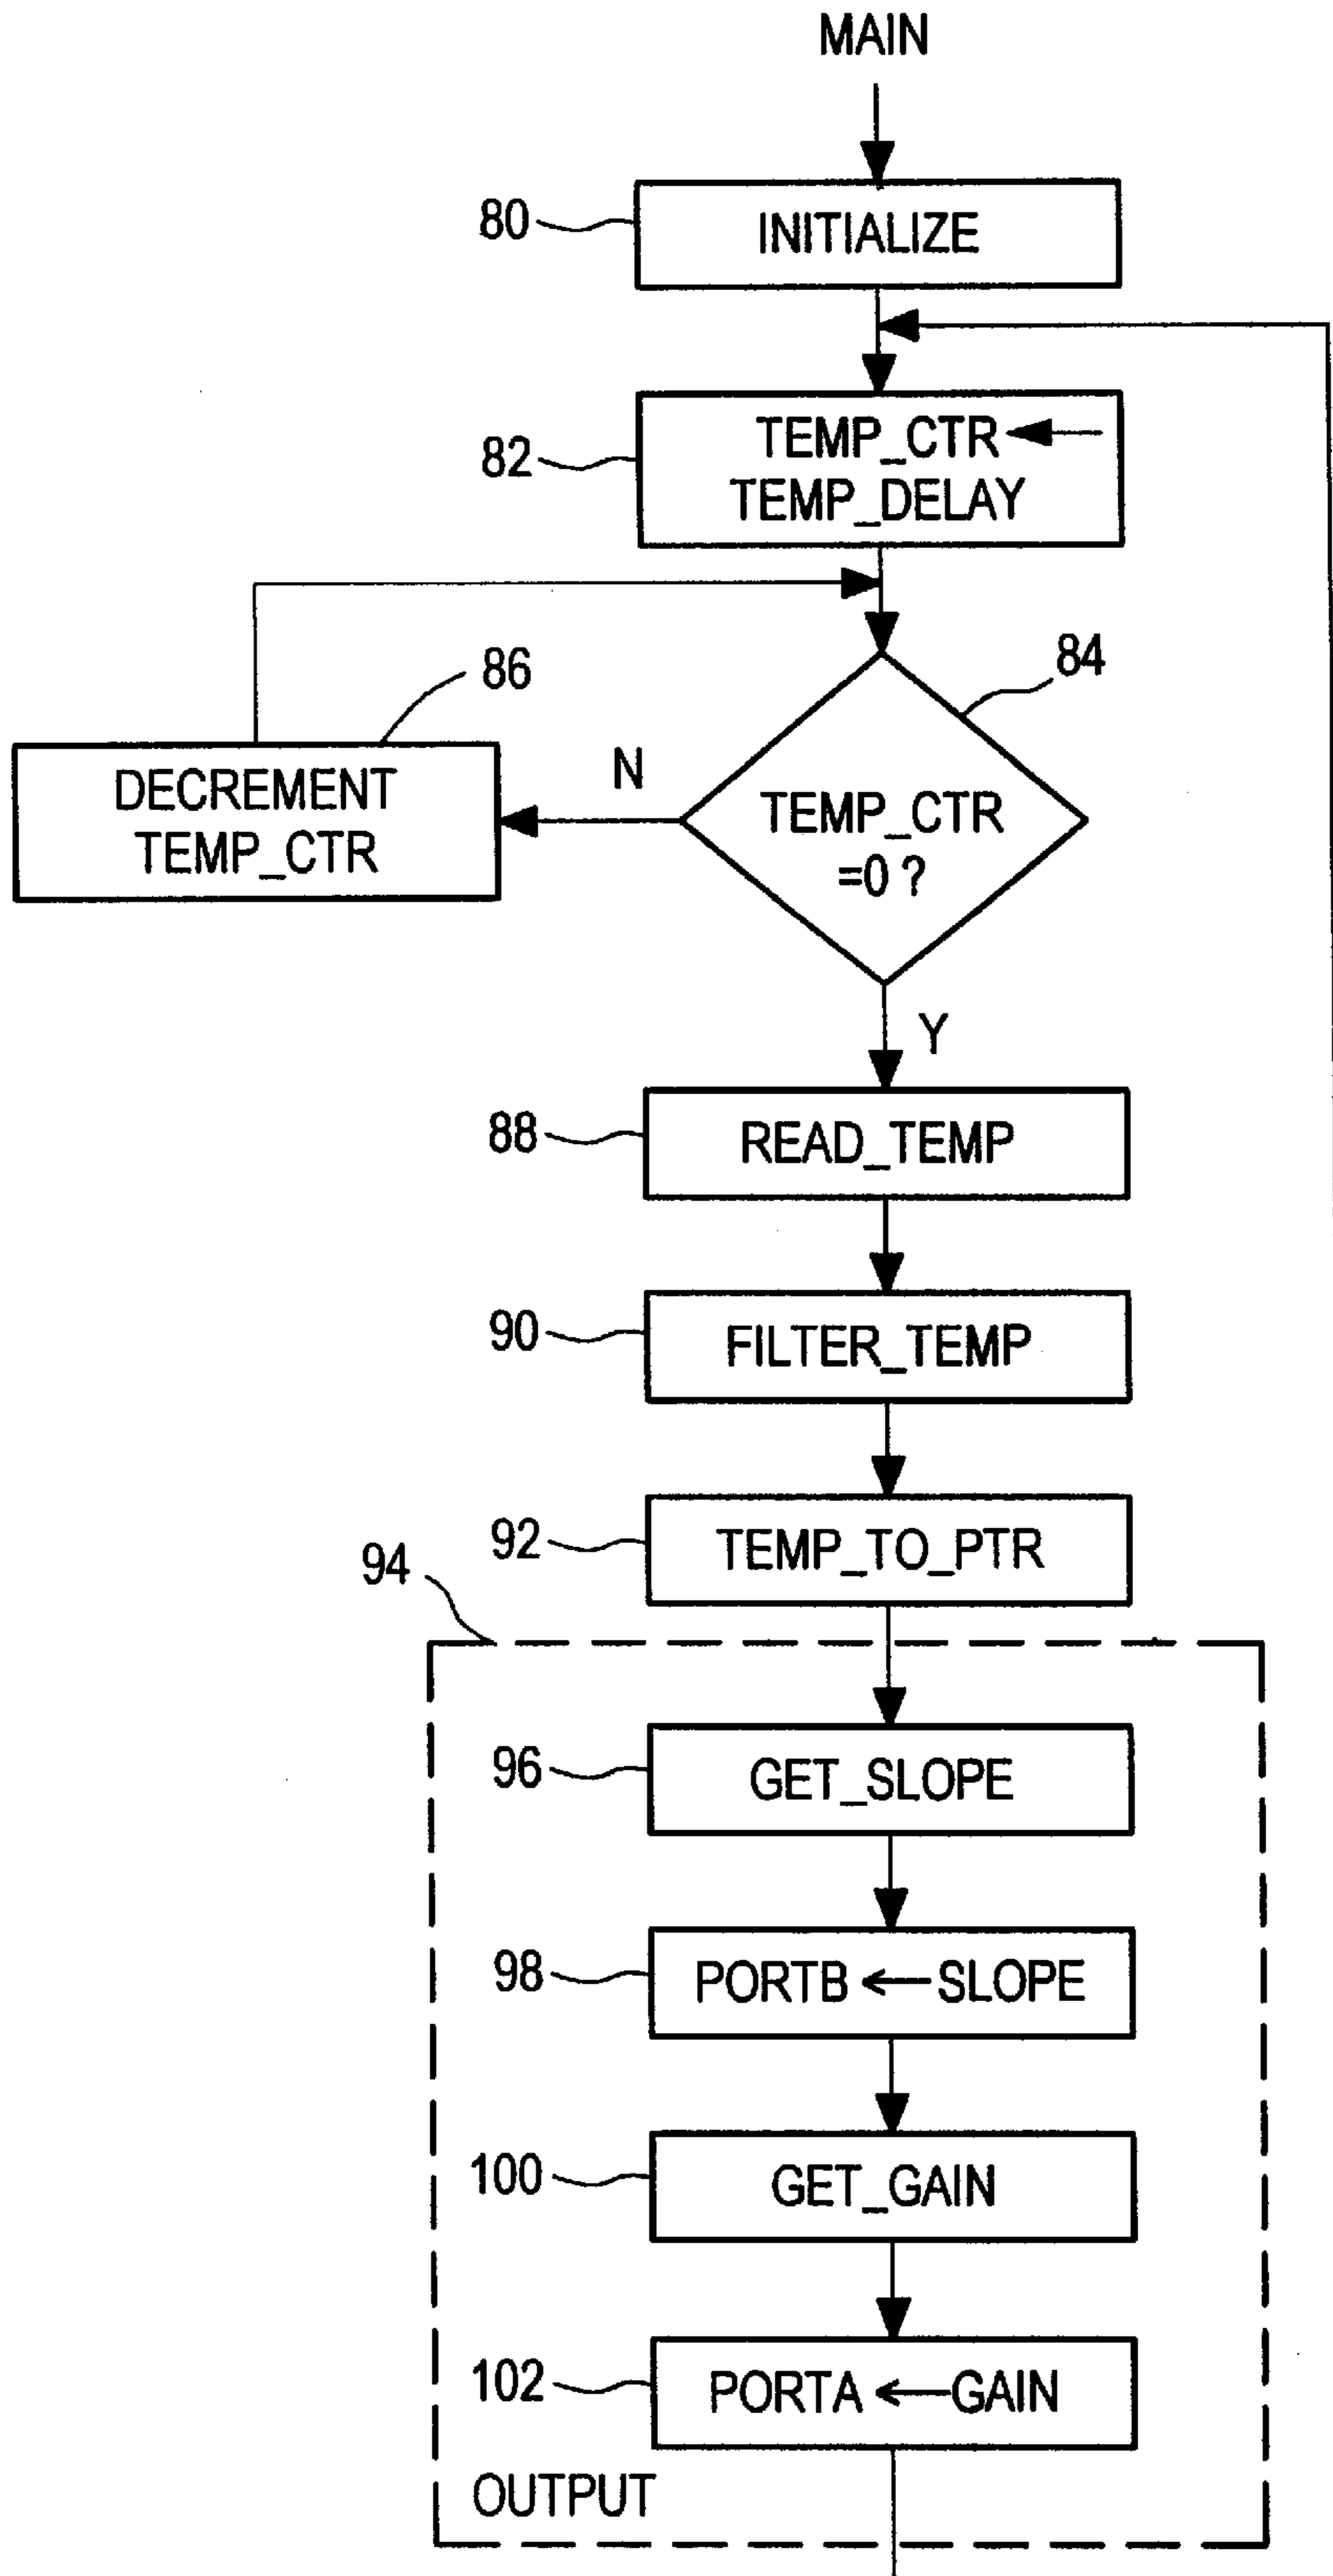 MAIN
80
INITIALIZE
82
TEMP_CTR ←
TEMP_DELAY
86
84
DECREMENT
TEMP_CTR
N
TEMP_CTR
=0 ?
Y
88
READ_TEMP
90
FILTER_TEMP
92
TEMP_TO_PTR
94
96
GET_SLOPE
98
PORTB ← SLOPE
100
GET_GAIN
102
PORTA ← GAIN
OUTPUT